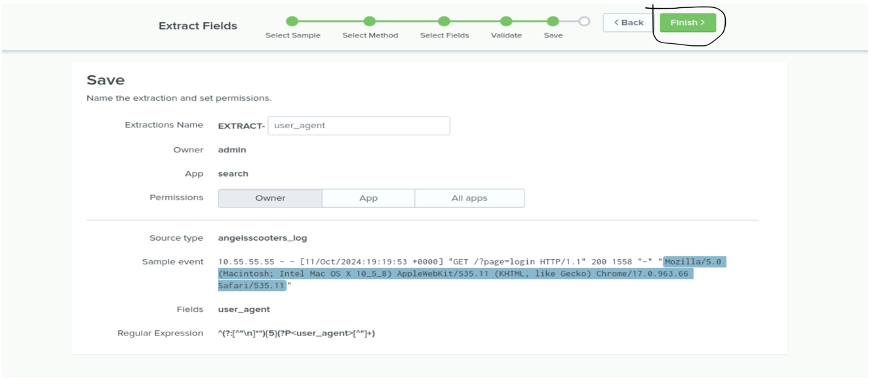 Extract Fields
Select Sample Select Method Select Fields Validate Save
< Back Finish >
Save
Name the extraction and set permissions.
Extractions Name EXTRACT- user_agent
Owner admin
App search
Permissions Owner App All apps
Source type angelsscooters_log
Sample event 10.55.55.55 - - [11/Oct/2024:19:19:53 +0000] "GET /?page=login HTTP/1.1" 200 1558 "-" "Mozilla/5.0
(Macintosh; Intel Mac OS X 10_5_8) AppleWebKit/535.11 (KHTML, like Gecko) Chrome/17.0.963.66
Safari/535.11"
Fields user_agent
Regular Expression ^(?:[^"\n]*"){5}(?P<user_agent>[^"]+)